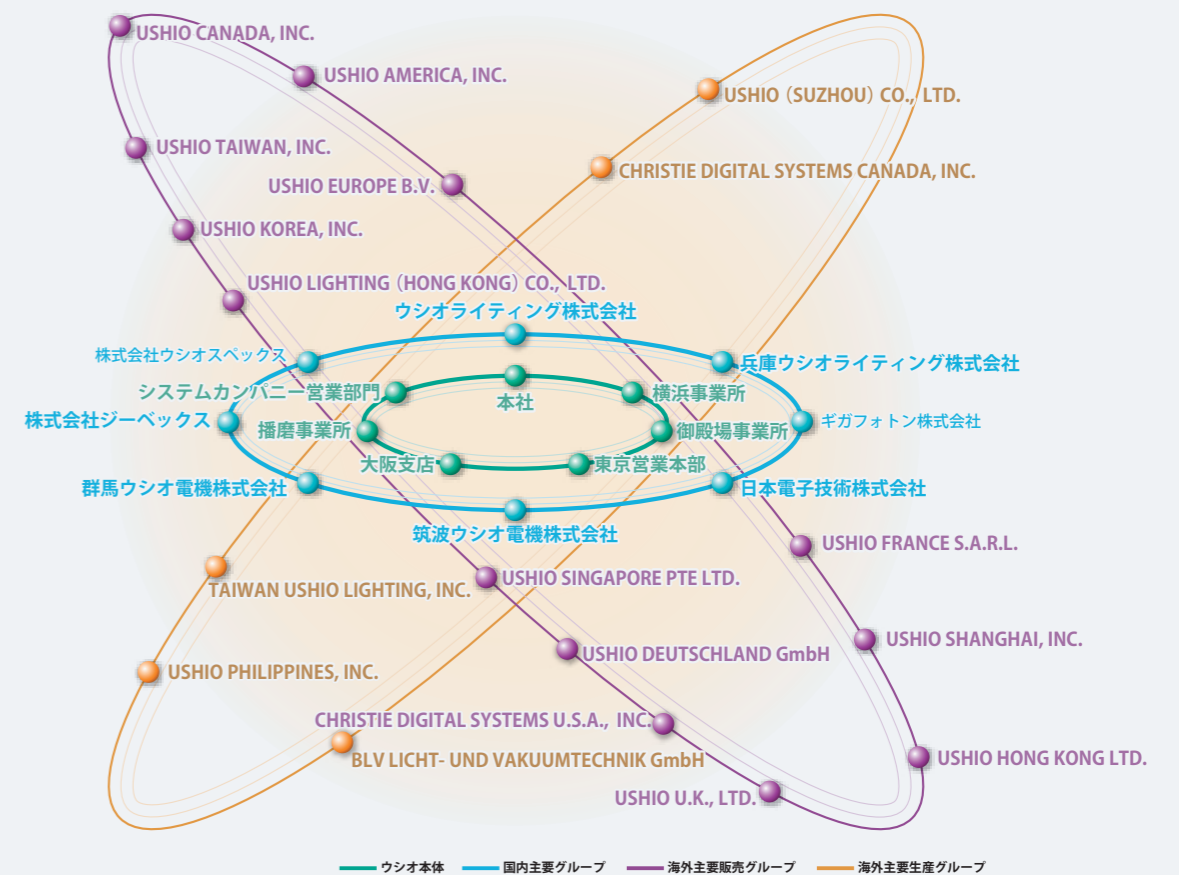 USHIO CANADA, INC.
USHIO AMERICA, INC.
USHIO (SUZHOU) CO., LTD.
USHIO TAIWAN, INC.
CHRISTIE DIGITAL SYSTEMS CANADA, INC.
USHIO EUROPE B.V.
USHIO KOREA, INC.
USHIO LIGHTING (HONG KONG) CO., LTD.
ウシオライティング株式会社
株式会社ウシオスペックス
兵庫ウシオライティング株式会社
システムカンパニー営業部門
本社
横浜事業所
株式会社ジーベックス
ギガフォトン株式会社
播磨事業所
御殿場事業所
大阪支店
東京営業本部
群馬ウシオ電機株式会社
日本電子技術株式会社
筑波ウシオ電機株式会社
USHIO FRANCE S.A.R.L.
USHIO SINGAPORE PTE LTD.
TAIWAN USHIO LIGHTING, INC.
USHIO SHANGHAI, INC.
USHIO DEUTSCHLAND GmbH
USHIO PHILIPPINES, INC.
CHRISTIE DIGITAL SYSTEMS U.S.A., INC.
BLV LICHT- UND VAKUUMTECHNIK GmbH
USHIO HONG KONG LTD.
USHIO U.K., LTD.
ウシオ本体 国内主要グループ 海外主要販売グループ 海外主要生産グループ